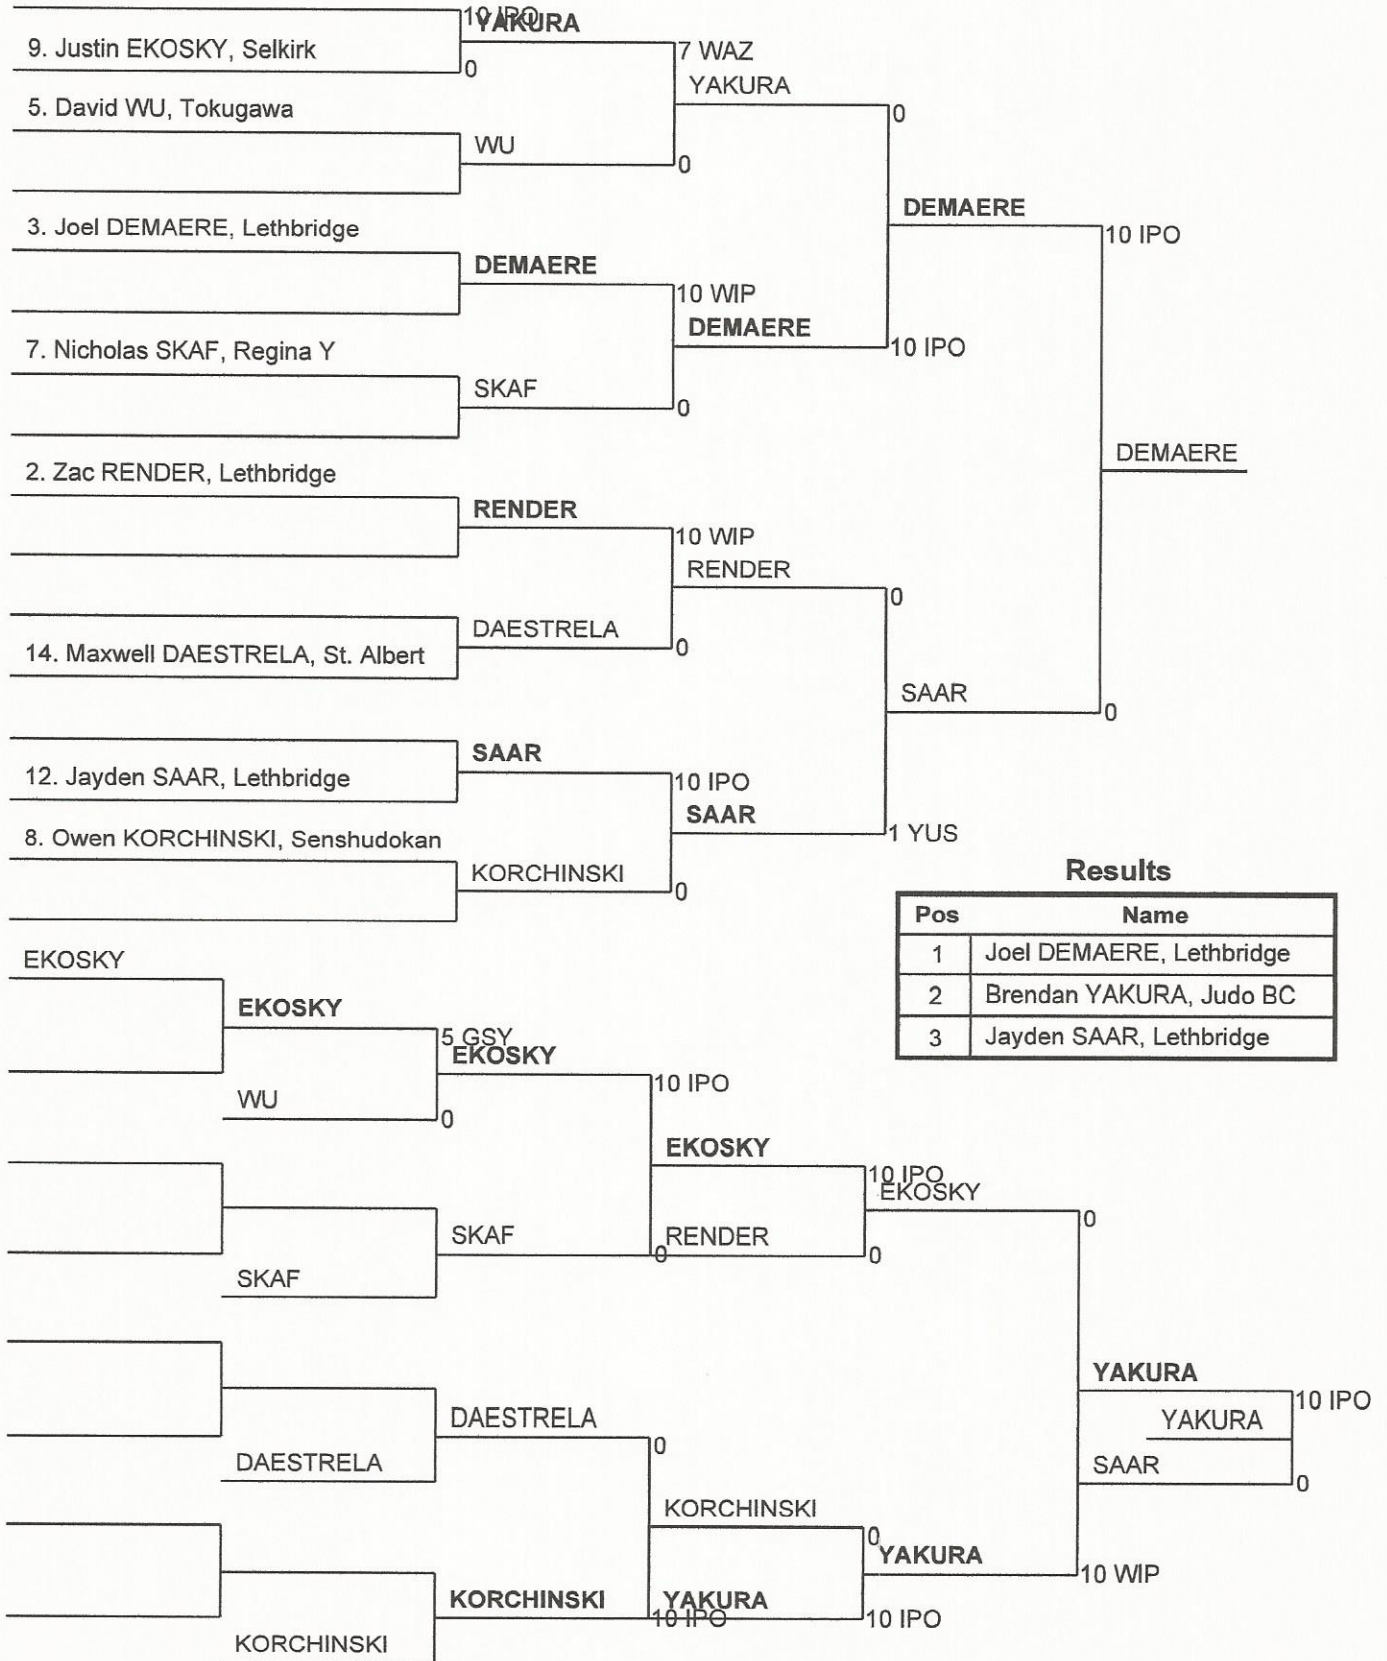 10 IPO
YAKURA
9. Justin EKOSKY, Selkirk
0
7 WAZ
YAKURA
5. David WU, Tokugawa
0
WU
0
3. Joel DEMAERE, Lethbridge
DEMAERE
10 IPO
DEMAERE
10 WIP
DEMAERE
10 IPO
7. Nicholas SKAF, Regina Y
SKAF
0
DEMAERE
2. Zac RENDER, Lethbridge
RENDER
10 WIP
RENDER
0
DAESTRELA
0
14. Maxwell DAESTRELA, St. Albert
SAAR
0
SAAR
12. Jayden SAAR, Lethbridge
10 IPO
SAAR
1 YUS
8. Owen KORCHINSKI, Senshudokan
KORCHINSKI
0
Results
Pos Name
1 Joel DEMAERE, Lethbridge
2 Brendan YAKURA, Judo BC
3 Jayden SAAR, Lethbridge
EKOSKY
EKOSKY
5 GSY
EKOSKY
10 IPO
WU
0
EKOSKY
10 IPO
EKOSKY
0
SKAF
0
RENDER
0
SKAF
YAKURA
10 IPO
YAKURA
DAESTRELA
0
DAESTRELA
SAAR
0
KORCHINSKI
0
YAKURA
10 WIP
KORCHINSKI
10 IPO
YAKURA
10 IPO
KORCHINSKI